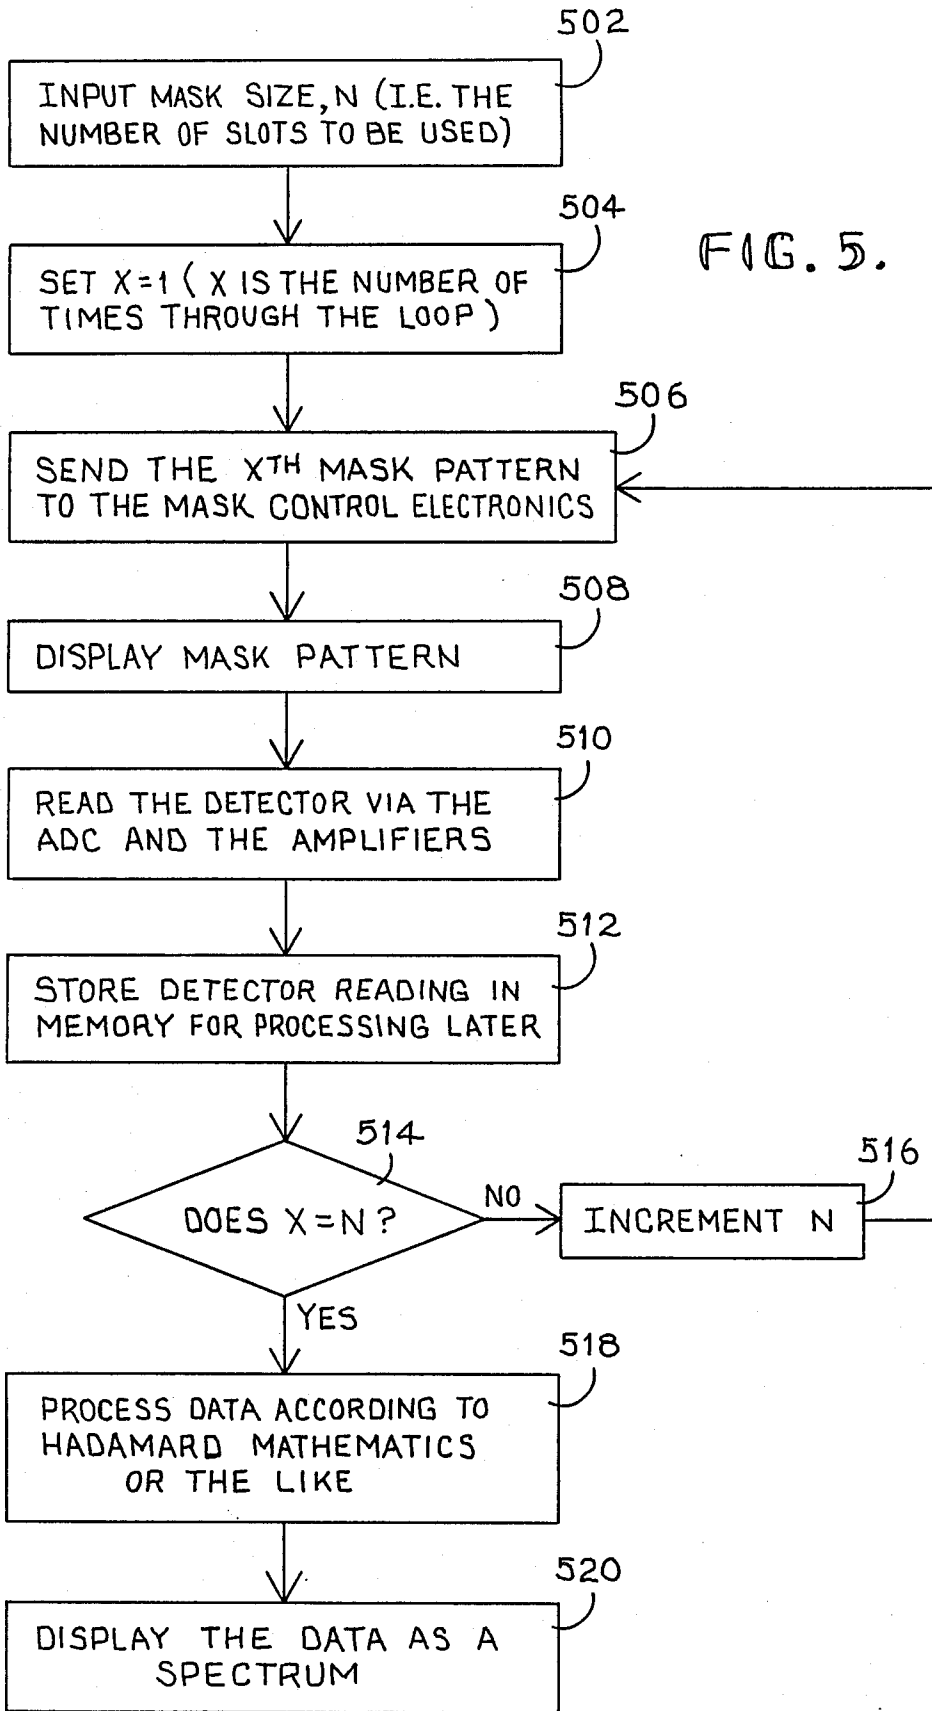 502
INPUT MASK SIZE, N (I.E. THE
NUMBER OF SLOTS TO BE USED)
504
SET X=1 (X IS THE NUMBER OF
TIMES THROUGH THE LOOP)
FIG. 5.
506
SEND THE XTH MASK PATTERN
TO THE MASK CONTROL ELECTRONICS
508
DISPLAY MASK PATTERN
510
READ THE DETECTOR VIA THE
ADC AND THE AMPLIFIERS
512
STORE DETECTOR READING IN
MEMORY FOR PROCESSING LATER
514
DOES X=N?
NO
516
INCREMENT N
YES
518
PROCESS DATA ACCORDING TO
HADAMARD MATHEMATICS
OR THE LIKE
520
DISPLAY THE DATA AS A
SPECTRUM